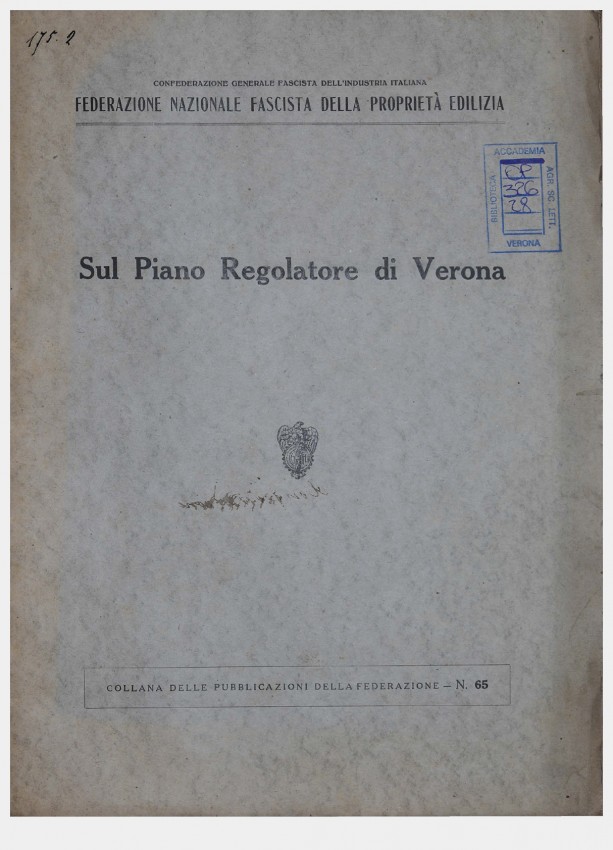 175.2
CONFEDERAZIONE GENERALE FASCISTA DELL'INDUSTRIA ITALIANA
FEDERAZIONE NAZIONALE FASCISTA DELLA PROPRIETÀ EDILIZIA
ACCADEMIA
BIBLIOTECA
AGR. SC. LETT.
OP
326
28
VERONA
Sul Piano Regolatore di Verona
COLLANA DELLE PUBBLICAZIONI DELLA FEDERAZIONE — N. 65